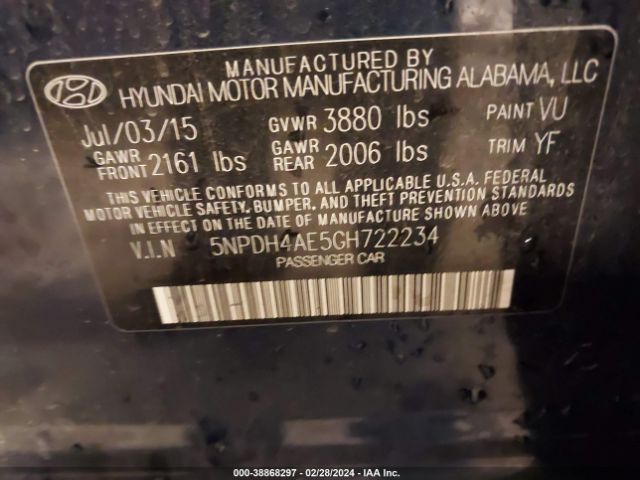 MANUFACTURED BY
HYUNDAI MOTOR MANUFACTURING ALABAMA, LLC
Jul/03/15 GVWR 3880 lbs PAINT VU
GAWR FRONT 2161 lbs GAWR REAR 2006 lbs TRIM YF
THIS VEHICLE CONFORMS TO ALL APPLICABLE U.S.A. FEDERAL
MOTOR VEHICLE SAFETY, BUMPER, AND THEFT PREVENTION STANDARDS
IN EFFECT ON THE DATE OF MANUFACTURE SHOWN ABOVE.
V.I.N 5NPDH4AE5GH722234
PASSENGER CAR
000-38868297 - 02/28/2024 - IAA Inc.